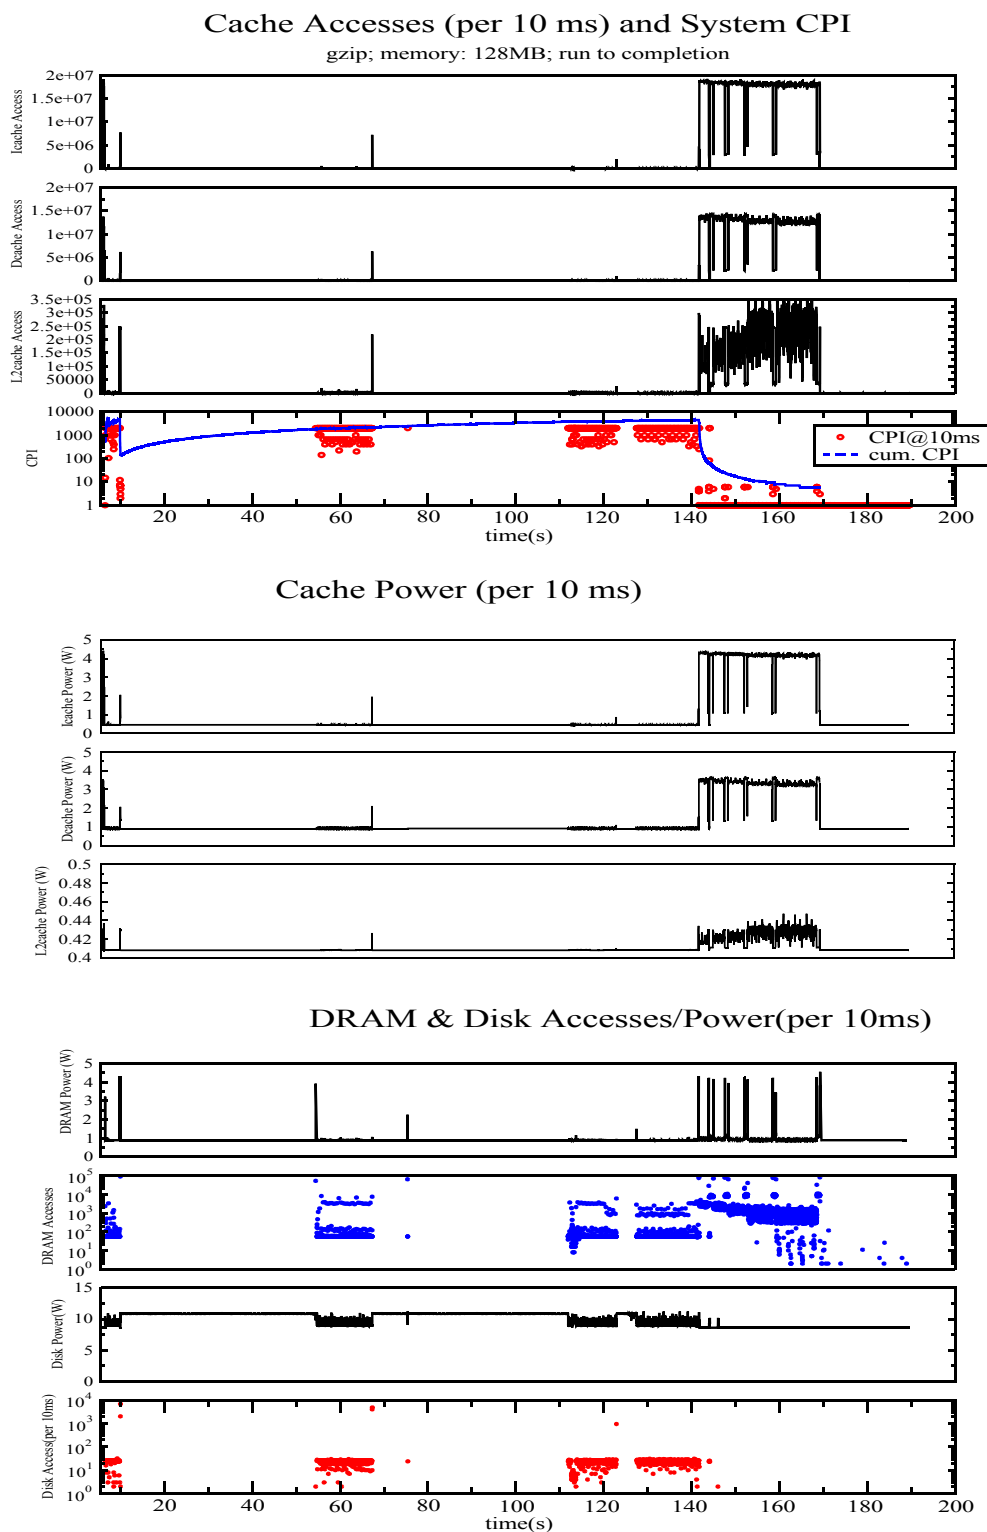 Cache Accesses (per 10 ms) and System CPI
gzip; memory: 128MB; run to completion
Icache Access
2e+07
1.5e+07
1e+07
5e+06
0
Dcache Access
2e+07
1.5e+07
1e+07
5e+06
0
L2cache Access
3.5e+05
3e+05
2.5e+05
2e+05
1.5e+05
1e+05
50000
0
CPI
10000
1000
100
10
1
CPI@10ms
cum. CPI
20 40 60 80 100 120 140 160 180 200
time(s)
Cache Power (per 10 ms)
Icache Power (W)
5
4
3
2
1
0
Dcache Power (W)
5
4
3
2
1
0
L2cache Power (W)
0.5
0.48
0.46
0.44
0.42
0.4
DRAM & Disk Accesses/Power(per 10ms)
DRAM Power (W)
5
4
3
2
1
0
DRAM Accesses
10^5
10^4
10^3
10^2
10^1
10^0
Disk Power(W)
15
10
5
0
Disk Access(per 10ms)
10^4
10^3
10^2
10^1
10^0
20 40 60 80 100 120 140 160 180 200
time(s)